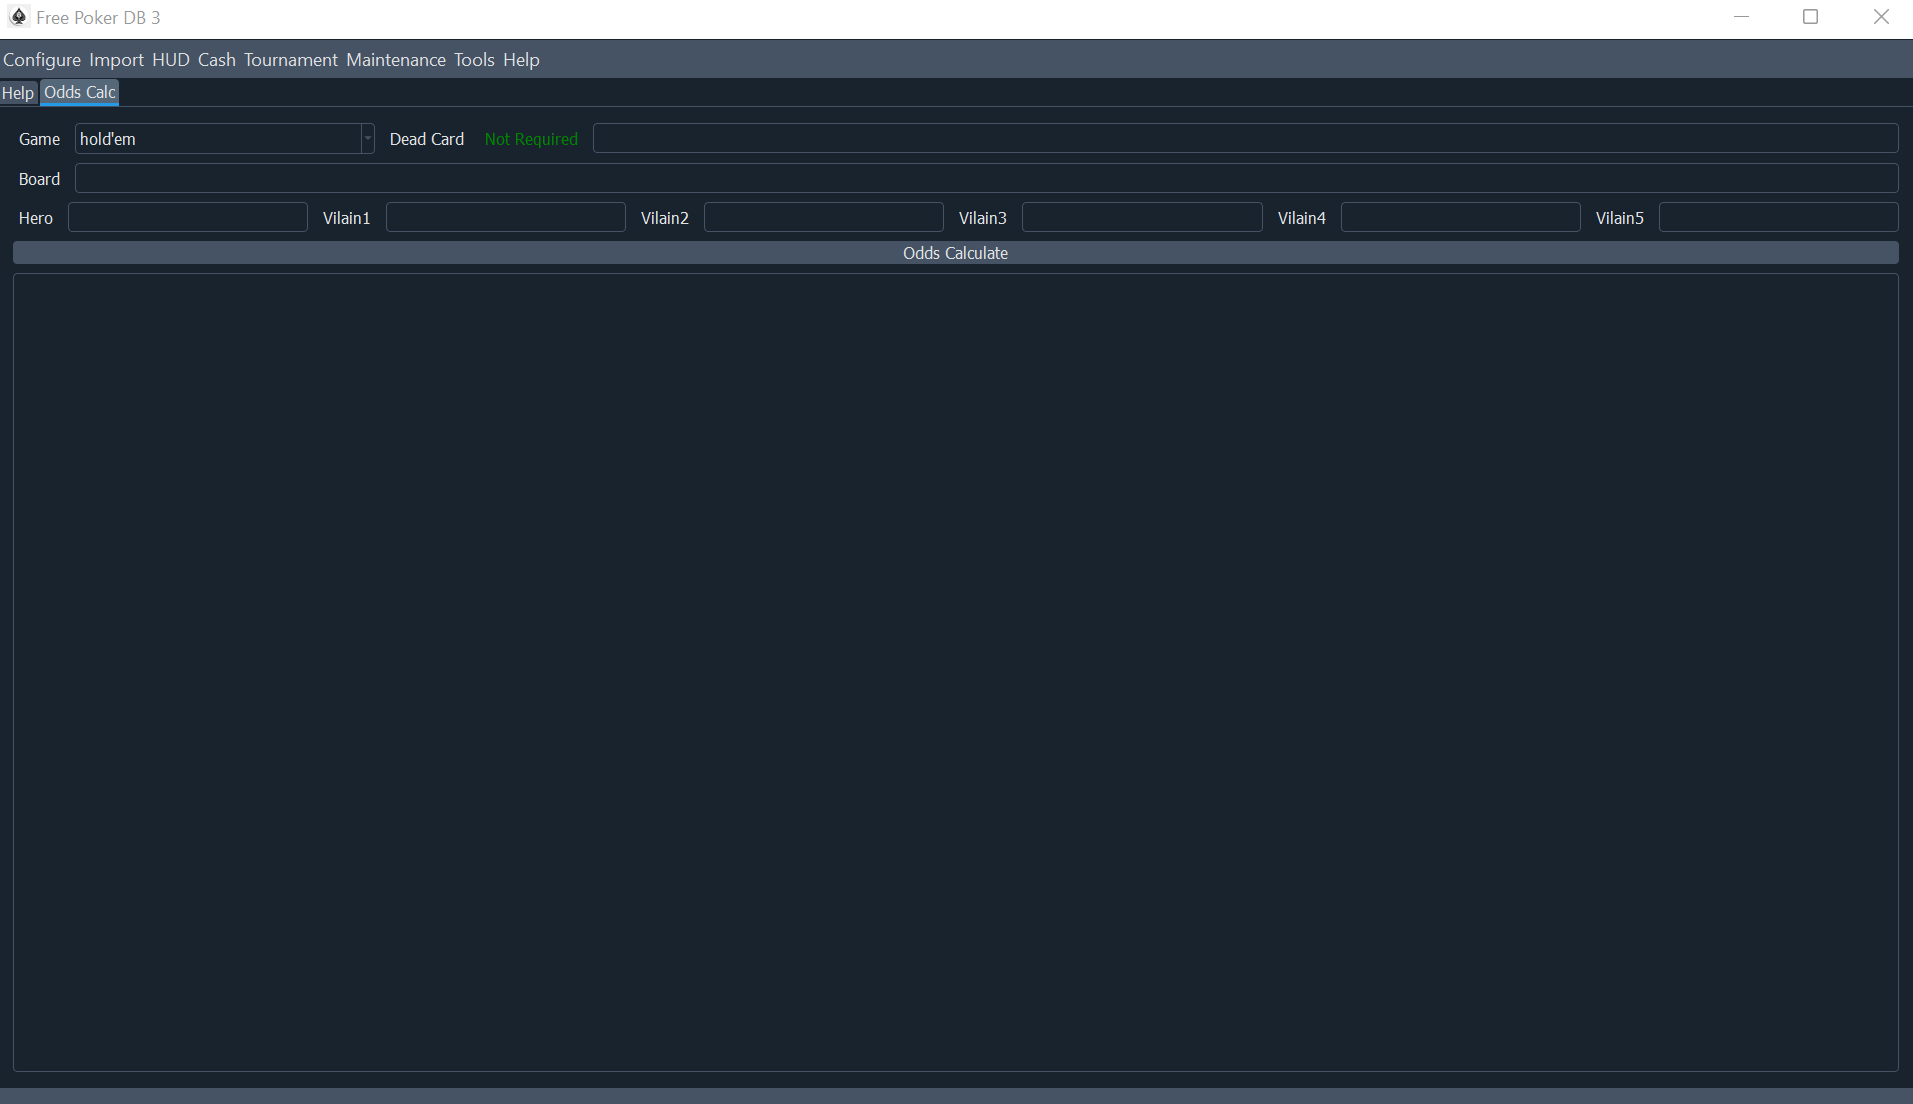 Free Poker DB 3
Configure Import HUD Cash Tournament Maintenance Tools Help
Help Odds Calc
Game hold'em Dead Card Not Required
Board
Hero Vilain1 Vilain2 Vilain3 Vilain4 Vilain5
Odds Calculate